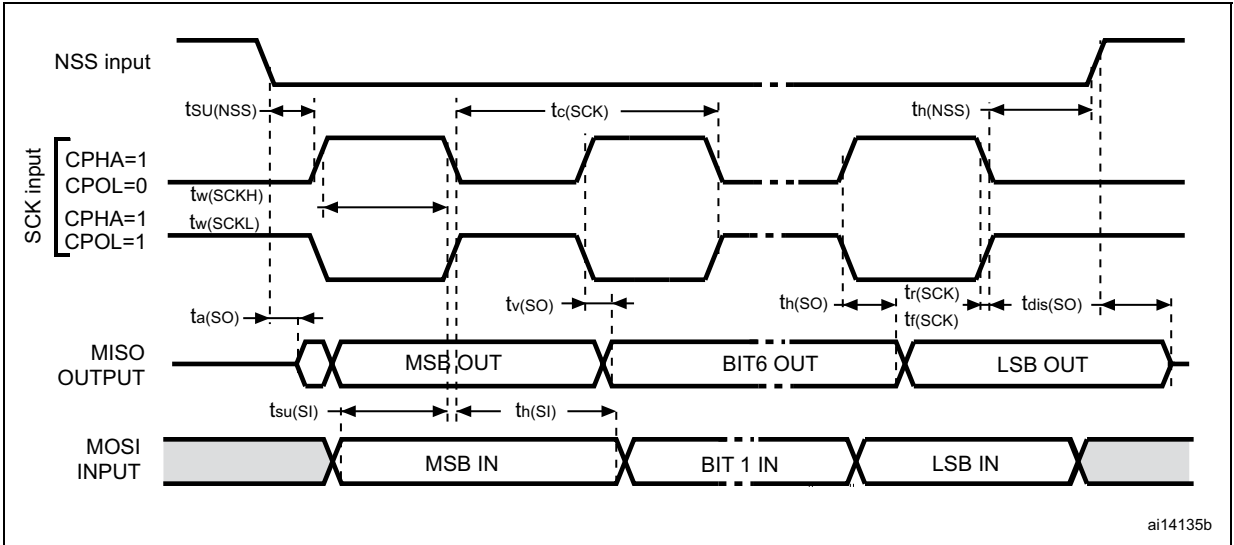 NSS input
tSU(NSS)
tc(SCK)
th(NSS)
SCK input
CPHA=1
CPOL=0
tw(SCKH)
CPHA=1
tw(SCKL)
CPOL=1
ta(SO)
tv(SO)
th(SO)
tr(SCK)
tf(SCK)
tdis(SO)
MISO
OUTPUT
MSB OUT
BIT6 OUT
LSB OUT
tsu(SI)
th(SI)
MOSI
INPUT
MSB IN
BIT 1 IN
LSB IN
ai14135b